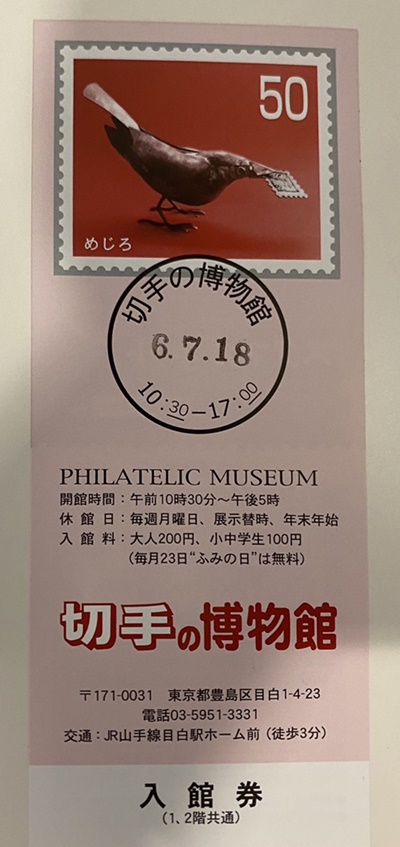 50
めじろ
切手の博物館
6.7.18
10:30-17:00
PHILATELIC MUSEUM
開館時間：午前10時30分～午後5時
休館日：毎週月曜日、展示替時、年末年始
入館料：大人200円、小中学生100円
（毎月23日“ふみの日”は無料）
切手の博物館
〒171-0031 東京都豊島区目白1-4-23
電話03-5951-3331
交通：JR山手線目白駅ホーム前（徒歩3分）
入館券
（1、2階共通）